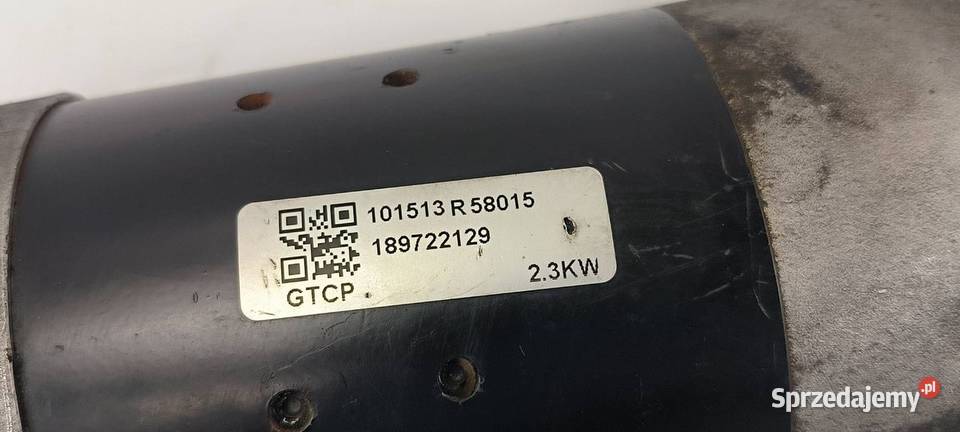 101513 R 58015
189722129
2.3KW
GTCP
Sprzedajemy.pl